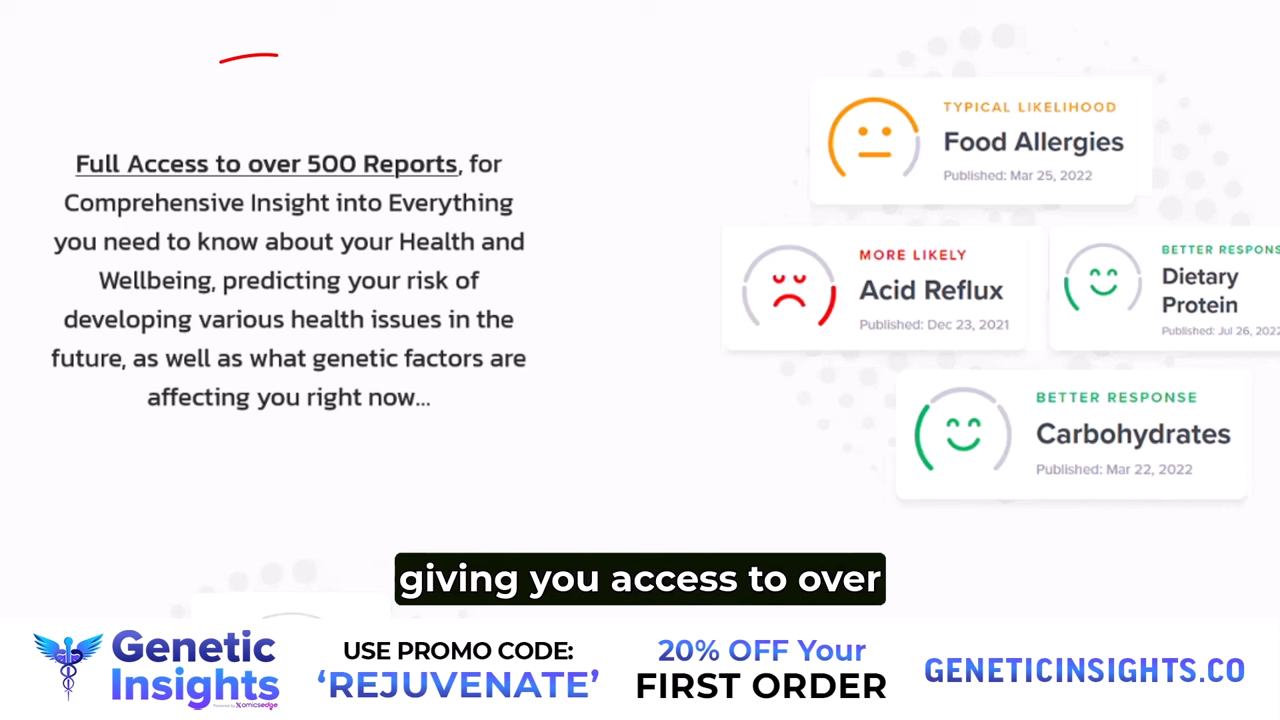 Full Access to over 500 Reports, for
Comprehensive Insight into Everything
you need to know about your Health and
Wellbeing, predicting your risk of
developing various health issues in the
future, as well as what genetic factors are
affecting you right now...
TYPICAL LIKELIHOOD
Food Allergies
Published: Mar 25, 2022
MORE LIKELY
Acid Reflux
Published: Dec 23, 2021
BETTER RESPONS
Dietary
Protein
Published: Jul 26, 2022
BETTER RESPONSE
Carbohydrates
Published: Mar 22, 2022
giving you access to over
Genetic
Insights
Powered by Xomicsedge
USE PROMO CODE:
‘REJUVENATE’
20% OFF Your
FIRST ORDER
GENETICINSIGHTS.CO